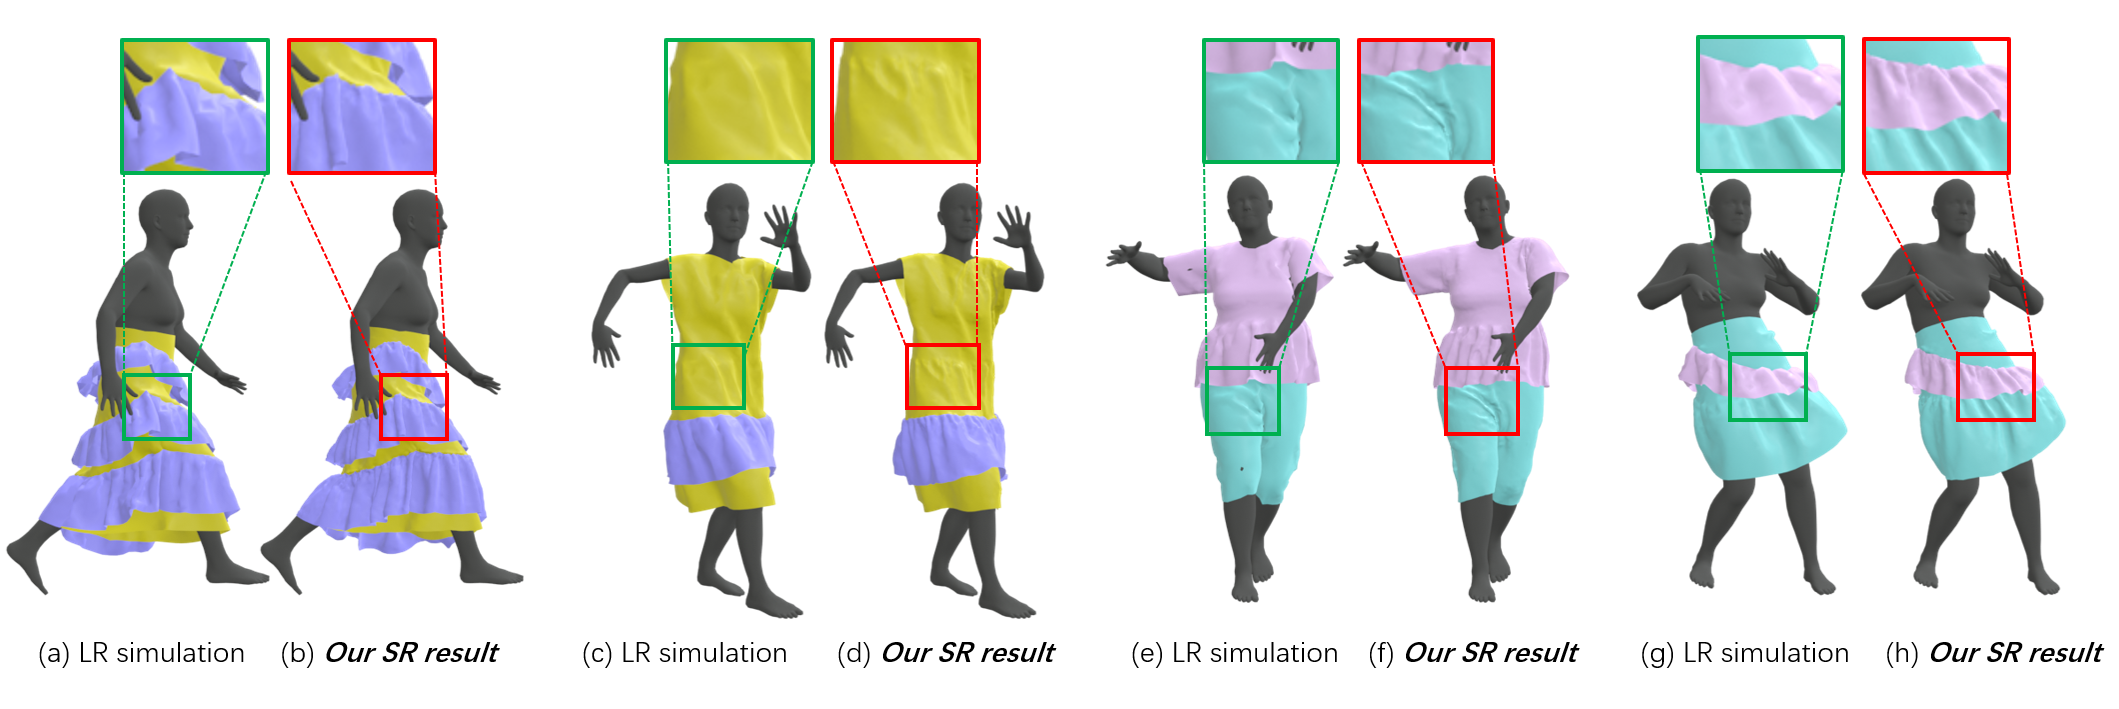 (a) LR simulation
(b) Our SR result
(c) LR simulation
(d) Our SR result
(e) LR simulation
(f) Our SR result
(g) LR simulation
(h) Our SR result